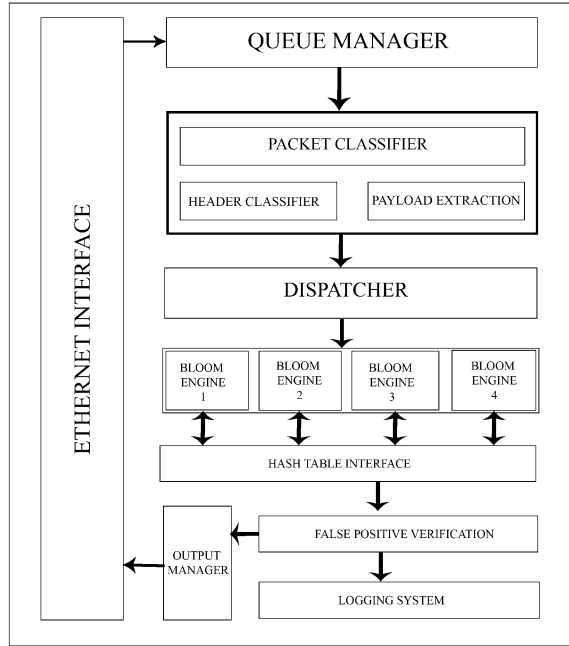 ETHERNET INTERFACE
QUEUE MANAGER
PACKET CLASSIFIER
HEADER CLASSIFIER
PAYLOAD EXTRACTION
DISPATCHER
BLOOM
ENGINE
1
BLOOM
ENGINE
2
BLOOM
ENGINE
3
BLOOM
ENGINE
4
HASH TABLE INTERFACE
FALSE POSITIVE VERIFICATION
OUTPUT
MANAGER
LOGGING SYSTEM